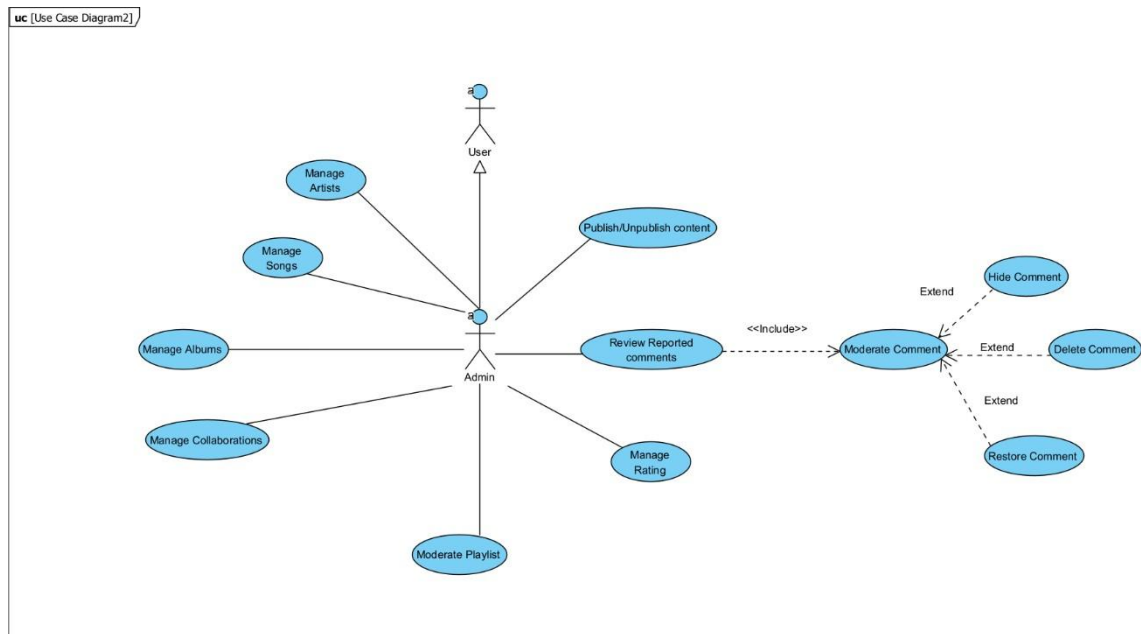 uc [Use Case Diagram2]
a
User
Manage
Artists
Publish/Unpublish content
Manage
Songs
Hide Comment
Extend
a
<<Include>>
Manage Albums
Review Reported
comments
Moderate Comment
Extend
Delete Comment
Admin
Extend
Manage Collaborations
Manage
Rating
Restore Comment
Moderate Playlist